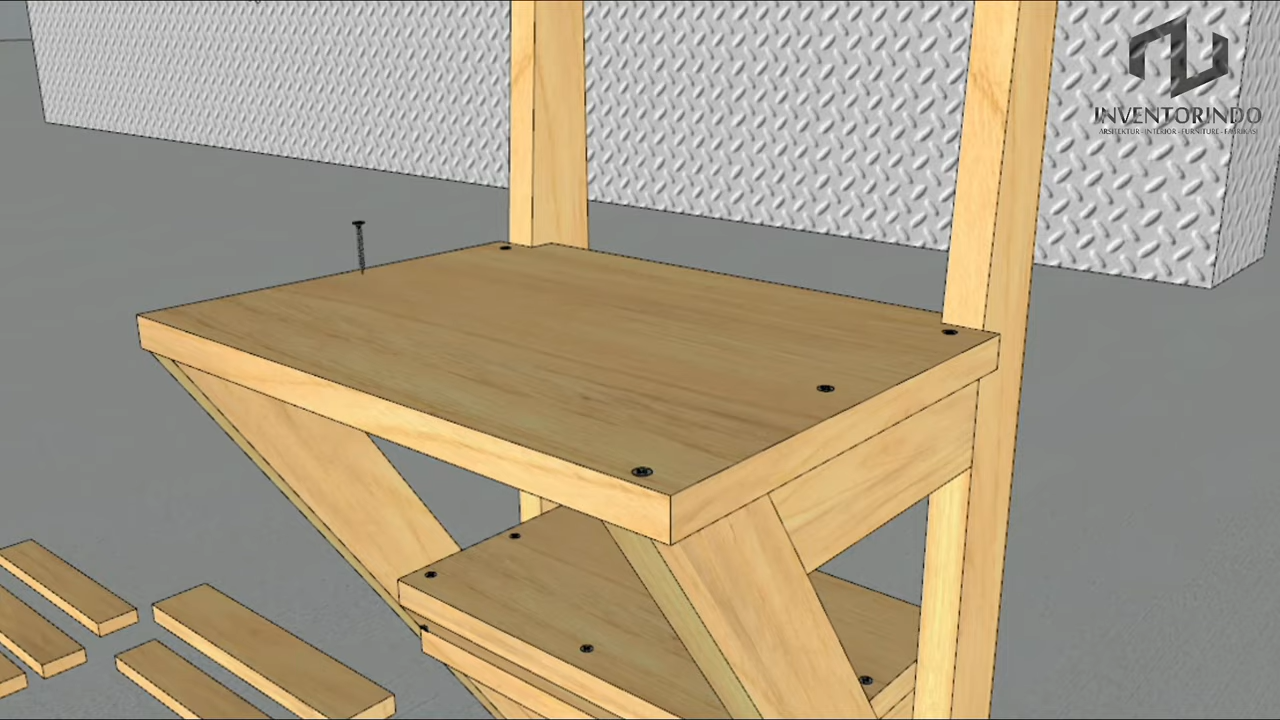 INVENTORINDO
ARSITEKTUR - INTERIOR - FURNITURE - FABRIKASI